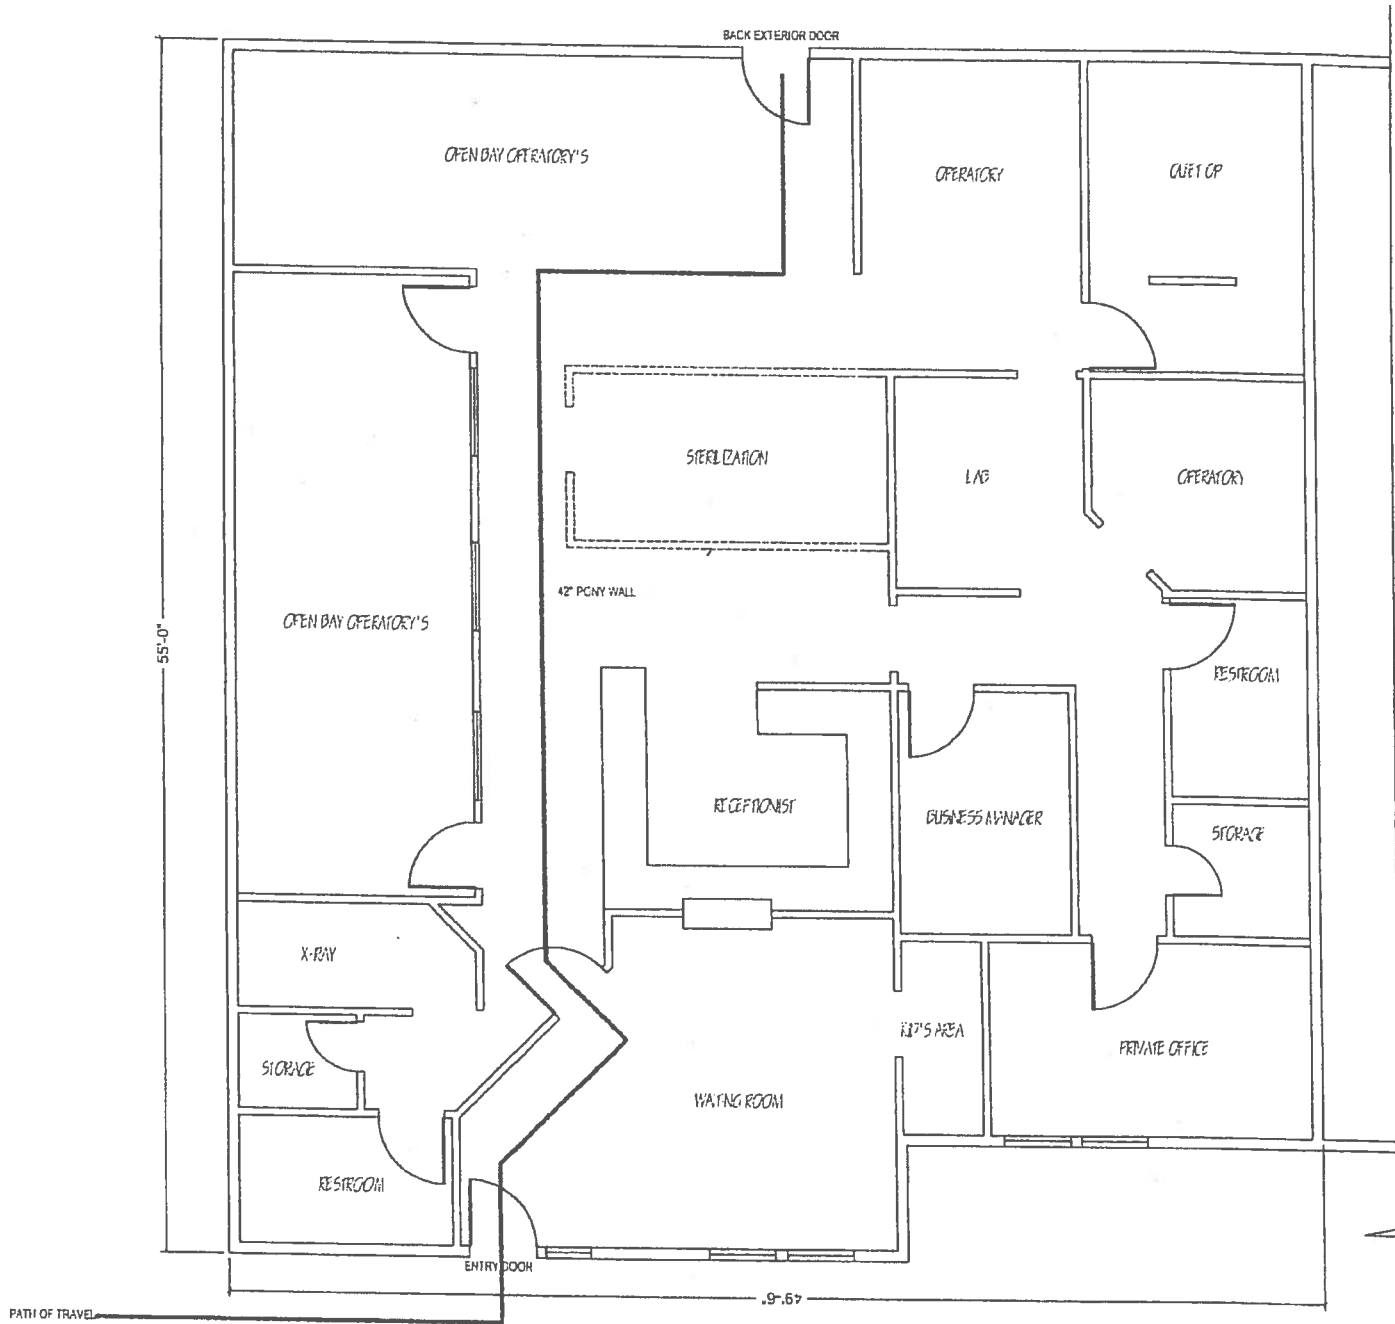 BACK EXTERIOR DOOR
OPEN BAY OPERATORY'S
OPERATORY
QUIET OP
STERILIZATION
LAB
OPERATORY
42" PONY WALL
OPEN BAY OPERATORY'S
55'-0"
RESTROOM
RECEPTIONIST
BUSINESS MANAGER
STORAGE
X-RAY
KID'S AREA
PRIVATE OFFICE
STORAGE
WAITING ROOM
RESTROOM
ENTRY DOOR
49'-6"
PATH OF TRAVEL